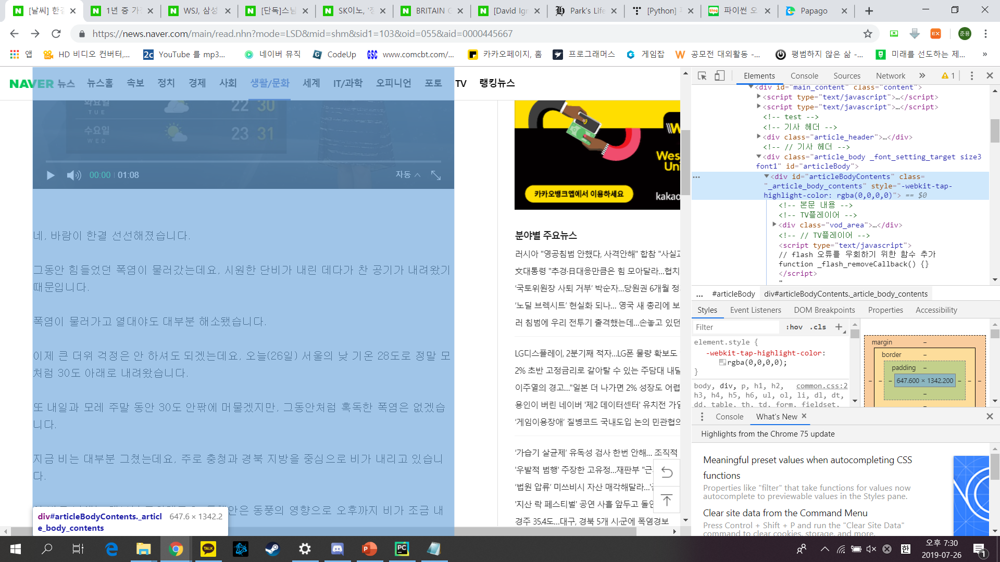 [날씨] 한결
1년 중 가장
WSJ, 삼성
[단독]스님
SK이노, '정
BRITAIN
[David Ign
Park's Life
[Python]
파이썬 오
Papago
https://news.naver.com/main/read.nhn?mode=LSD&mid=shm&sid1=103&oid=055&aid=0000445667
EX
준용
앱
HD 비디오 컨버터,...
2c YouTube 를 mp3...
네이버 뮤직
CodeUp
GSC www.comcbt.com/...
카카오페이지, 홈
프로그래머스
게임잡
공모전 대외활동 -...
평범하지 않은 삶 -...
미래를 선도하는 제...
»
NAVER 뉴스 뉴스홈 속보 정치 경제 사회 생활/문화 세계 IT/과학 오피니언 포토 TV 랭킹뉴스
화요일 22 30
TUE
수요일 23 31
WED
00:00 01:08
자동
네, 바람이 한결 선선해졌습니다.
그동안 힘들었던 폭염이 물러갔는데요, 시원한 단비가 내린 데다가 찬 공기가 내려왔기
때문입니다.
폭염이 물러가고 열대야도 대부분 해소됐습니다.
이제 큰 더위 걱정은 안 하셔도 되겠는데요, 오늘(26일) 서울의 낮 기온 28도로 정말 모
처럼 30도 아래로 내려왔습니다.
또 내일과 모레 주말 동안 30도 안팎에 머물겠지만, 그동안처럼 혹독한 폭염은 없겠습
니다.
지금 비는 대부분 그쳤는데요, 주로 충청과 경북 지방을 중심으로 비가 내리고 있습니
다.
동풍의 영향으로 오후까지 비가 조금 내
div#articleBodyContents._articl 647.6 × 1342.2
e_body_contents
Wes
Uni
카카오뱅크앱에서 이용하세요
kakao
분야별 주요뉴스
러시아 "영공침범 안했다, 사격안해" 합참 "사실과
文대통령 "추경·日대응만큼은 힘 모아달라…협치
'국토위원장 사퇴 거부' 박순자…당원권 6개월 정
'노딜 브렉시트' 현실화 되나… 영국 새 총리에 보
러 침범에 우리 전투기 출격했는데…손놓고 있던
LG디스플레이, 2분기째 적자…LG폰 물량 확보도
2% 초반 고정금리로 갈아탈 수 있는 주담대 내달
이주열의 경고…"일본 더 나가면 2% 성장도 어렵
용인이 버린 네이버 '제2 데이터센터' 유치전 가열
'게임이용장애' 질병코드 국내도입 논의 민관협의
'가습기 살균제' 유독성 검사 한번 안해… 조직적
'우발적 범행' 주장한 고유정…재판부 "근
'법원 압류' 미쓰비시 자산 매각해달라…'
'지산 락 페스티벌' 공연 사흘 앞두고 돌연
경주 35.4도…대구, 경북 5개 시·군에 폭염경보
Elements Console Sources Network » 1
<div id="main_content" class="content">
<script type="text/javascript">…</script>
<script type="text/javascript">…</script>
<!-- test -->
<!-- 기사 헤더 -->
<div class="article_header">…</div>
<!-- // 기사 헤더 -->
<div class="article_body _font_setting_target size3
font1" id="articleBody">
<div id="articleBodyContents" class=
"_article_body_contents" style="-webkit-tap-
highlight-color: rgba(0,0,0,0)"> == $0
<!-- 본문 내용 -->
<!-- TV플레이어 -->
<div class="vod_area">…</div>
<!-- // TV플레이어 -->
<script type="text/javascript">
// flash 오류를 우회하기 위한 함수 추가
function _flash_removeCallback() {}
</script>
"
... #articleBody div#articleBodyContents._article_body_contents
Styles Event Listeners DOM Breakpoints Properties Accessibility
Filter :hov .cls +
element.style {
-webkit-tap-highlight-color:
rgba(0,0,0,0);
}
body, div, p, h1, h2, common.css:2
h3, h4, h5, h6, ul, ol, li, dl, dt,
dd, table, th, td, form, fieldset,
margin –
border –
padding –
– – – 647.600 × 1342.200 – – –
–
–
Console What's New
Highlights from the Chrome 75 update
Meaningful preset values when autocompleting CSS
functions
Properties like "filter" that take functions for values now
autocomplete to previewable values in the Styles pane.
Clear site data from the Command Menu
Press Control + Shift + P and run the "Clear Site Data"
command to clear cookies, storage, and more.
TALK
PC
한
오후 7:30
2019-07-26
1